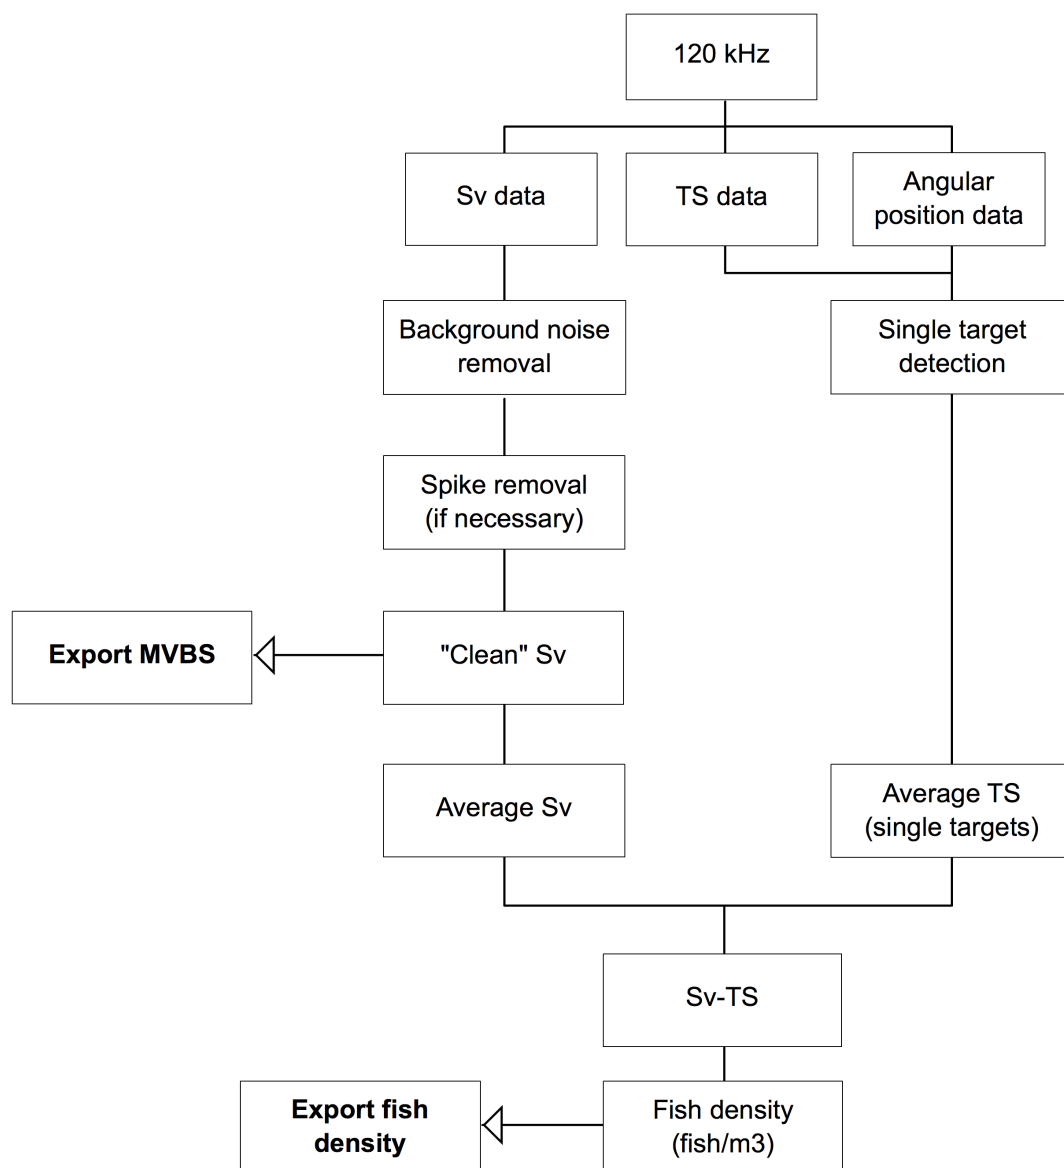 120 kHz
Sv data
TS data
Angular
position data
Background noise
removal
Single target
detection
Spike removal
(if necessary)
Export MVBS
"Clean" Sv
Average Sv
Average TS
(single targets)
Sv-TS
Export fish
density
Fish density
(fish/m3)